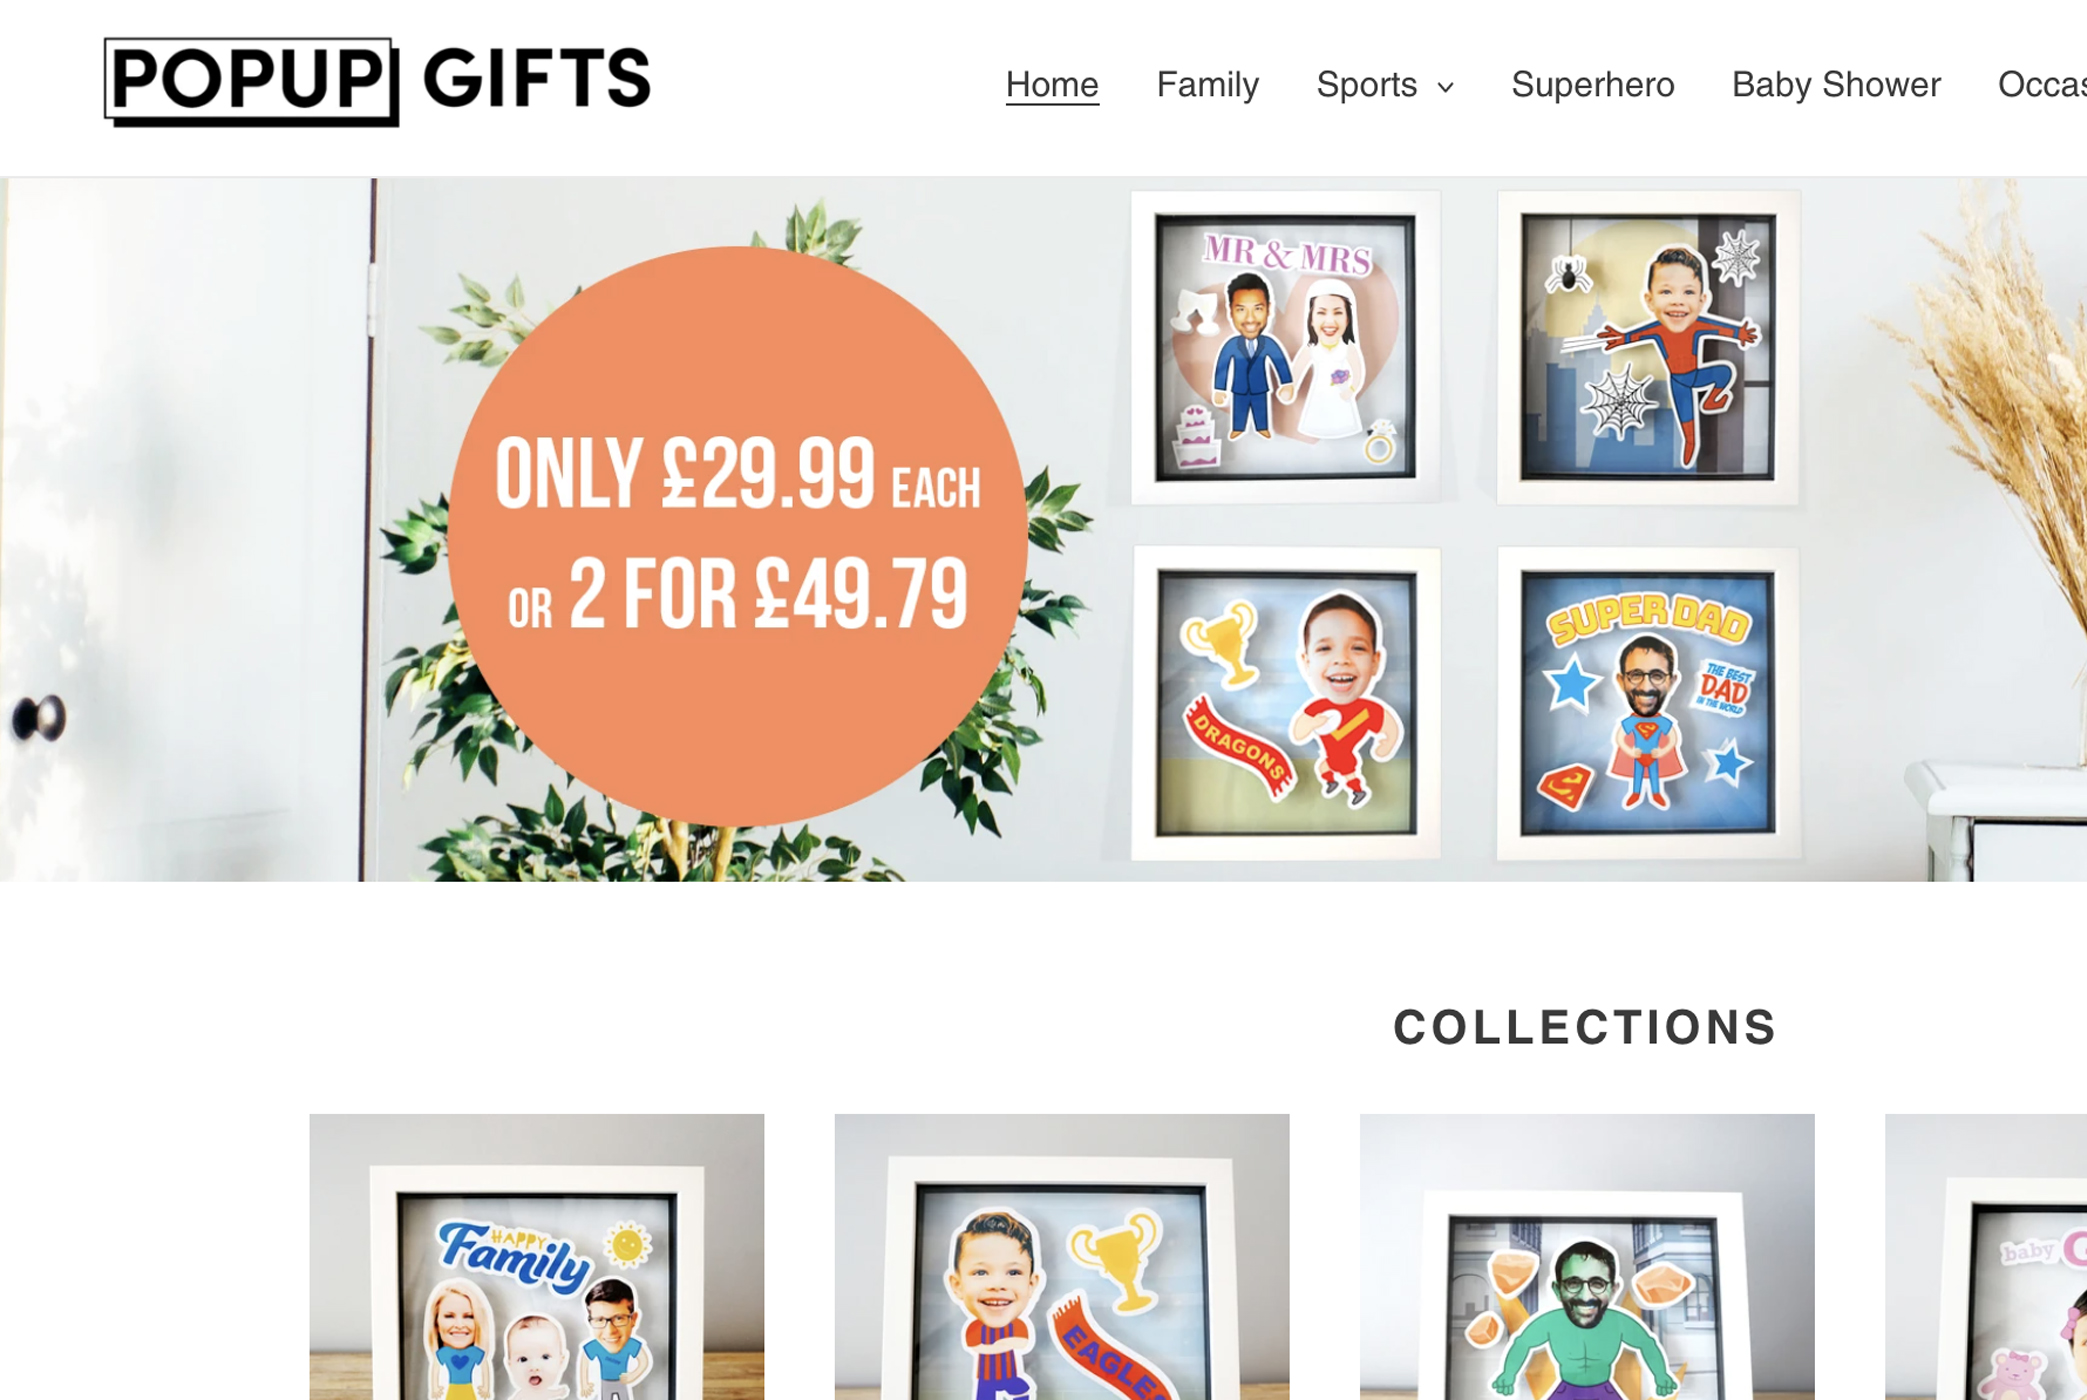 POPUP GIFTS
Home Family Sports Superhero Baby Shower Occas
MR & MRS
ONLY £29.99 EACH
OR 2 FOR £49.79
DRAGONS
SUPER DAD
THE BEST
DAD
IN THE WORLD
COLLECTIONS
HAPPY
Family
EAGLES
baby G